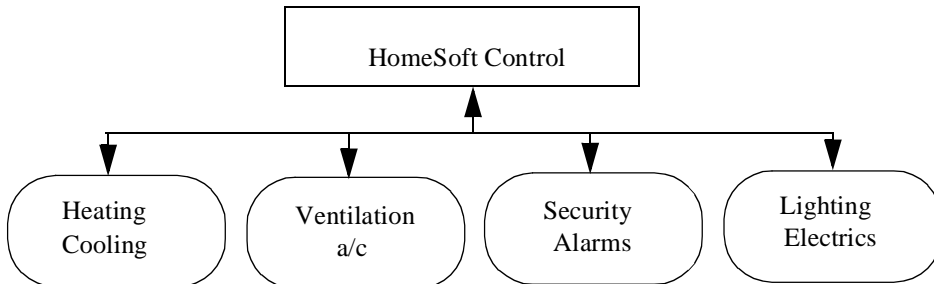 HomeSoft Control
Heating
Cooling
Ventilation
a/c
Security
Alarms
Lighting
Electrics